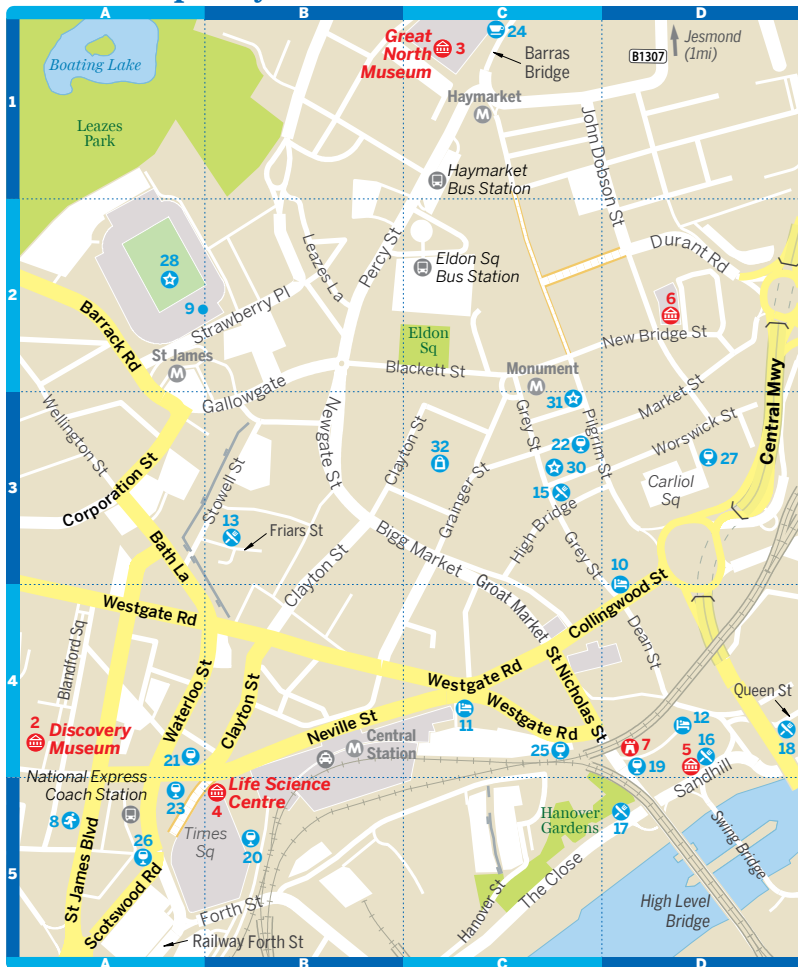 A
B
C
D
1
2
3
4
5
Boating Lake
Leazes
Park
Great
North
Museum
3
24
Barras
Bridge
B1307
Jesmond
(1mi)
Haymarket
M
John Dobson St
Haymarket
Bus Station
28
9
Strawberry Pl
Leazes La
Percy St
Eldon Sq
Bus Station
Durant Rd
6
New Bridge St
Barrack Rd
St James
M
Eldon
Sq
Blackett St
Monument
M
Gallowgate
Wellington St
Newgate St
Clayton St
32
Grainger St
Grey St
31
22
30
15
Pilgrim St
Market St
Worswick St
27
Carliol
Sq
Central Mwy
Corporation St
Stowell St
13
Friars St
Bath La
Clayton St
Bigg Market
High Bridge
Groat Market
Grey St
10
Collingwood St
Dean St
Westgate Rd
Blandford Sq
Waterloo St
Clayton St
Westgate Rd
St Nicholas St
Westgate Rd
Neville St
2
Discovery
Museum
Central
Station
M
11
25
7
12
16
5
19
Queen St
18
21
National Express
Coach Station
23
4
Life Science
Centre
Sandhill
8
26
Times
Sq
20
Hanover
Gardens
17
Swing Bridge
St James Blvd
Scotswood Rd
Forth St
Hanover St
The Close
High Level
Bridge
Railway Forth St
A
B
C
D